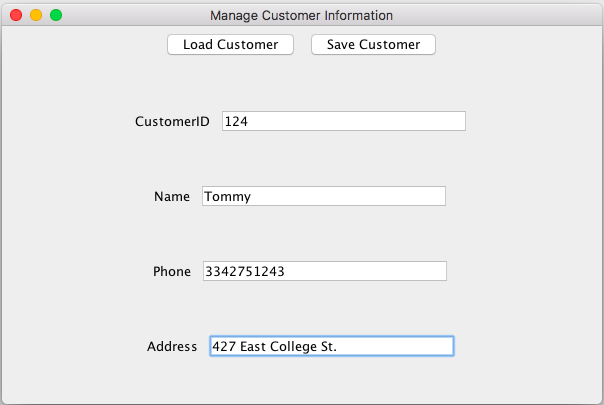 Manage Customer Information
Load Customer Save Customer
CustomerID 124
Name Tommy
Phone 3342751243
Address 427 East College St.